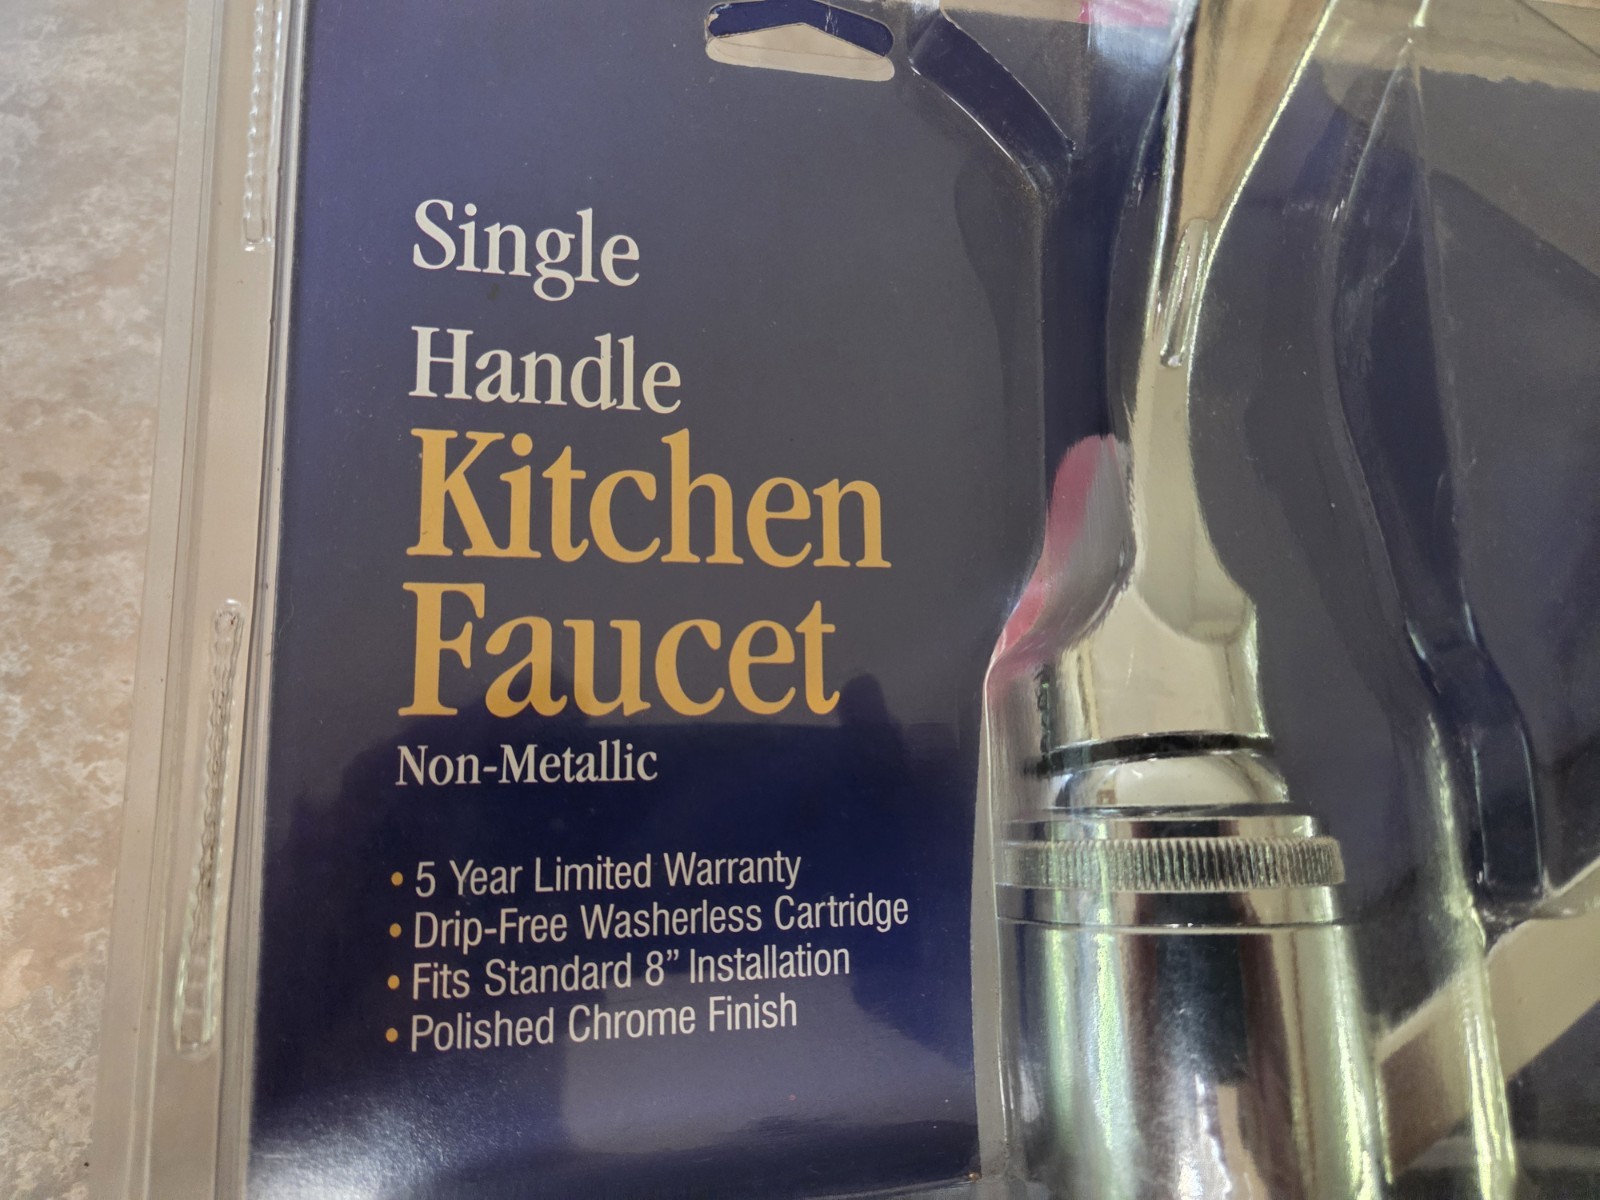 Single
Handle
Kitchen
Faucet
Non-Metallic
• 5 Year Limited Warranty
• Drip-Free Washerless Cartridge
• Fits Standard 8” Installation
• Polished Chrome Finish